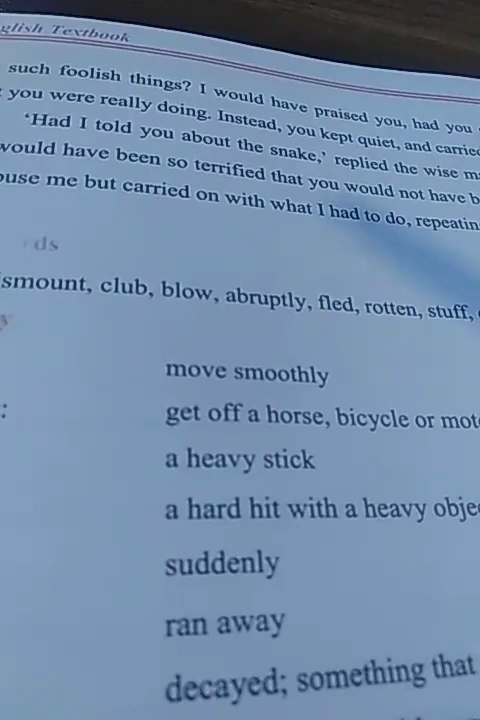 glish Textbook
such foolish things? I would have praised you, had you
you were really doing. Instead, you kept quiet, and carried
‘Had I told you about the snake,’ replied the wise m
would have been so terrified that you would not have b
ouse me but carried on with what I had to do, repeatin
ds
smount, club, blow, abruptly, fled, rotten, stuff,
y
move smoothly
: get off a horse, bicycle or mot
a heavy stick
a hard hit with a heavy obje
suddenly
ran away
decayed; something that